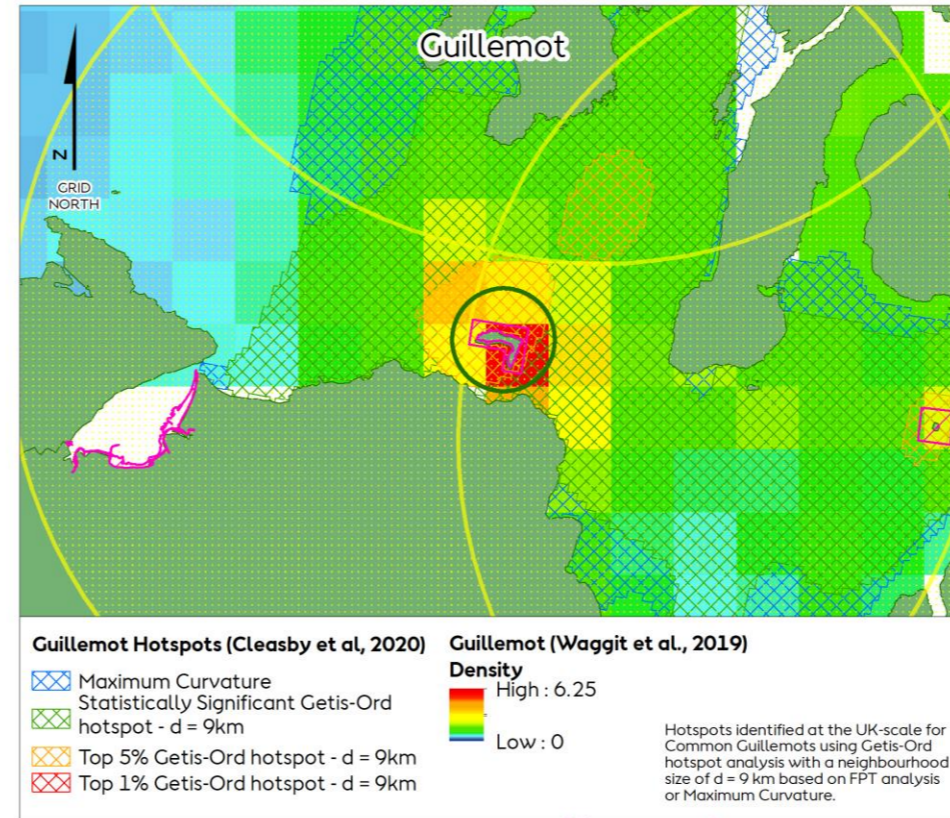 Guillemot
N
GRID
NORTH
Guillemot Hotspots (Cleasby et al, 2020)
Maximum Curvature
Statistically Significant Getis-Ord
hotspot - d = 9km
Top 5% Getis-Ord hotspot - d = 9km
Top 1% Getis-Ord hotspot - d = 9km
Guillemot (Waggit et al., 2019)
Density
High : 6.25
Low : 0
Hotspots identified at the UK-scale for
Common Guillemots using Getis-Ord
hotspot analysis with a neighbourhood
size of d = 9 km based on FPT analysis
or Maximum Curvature.